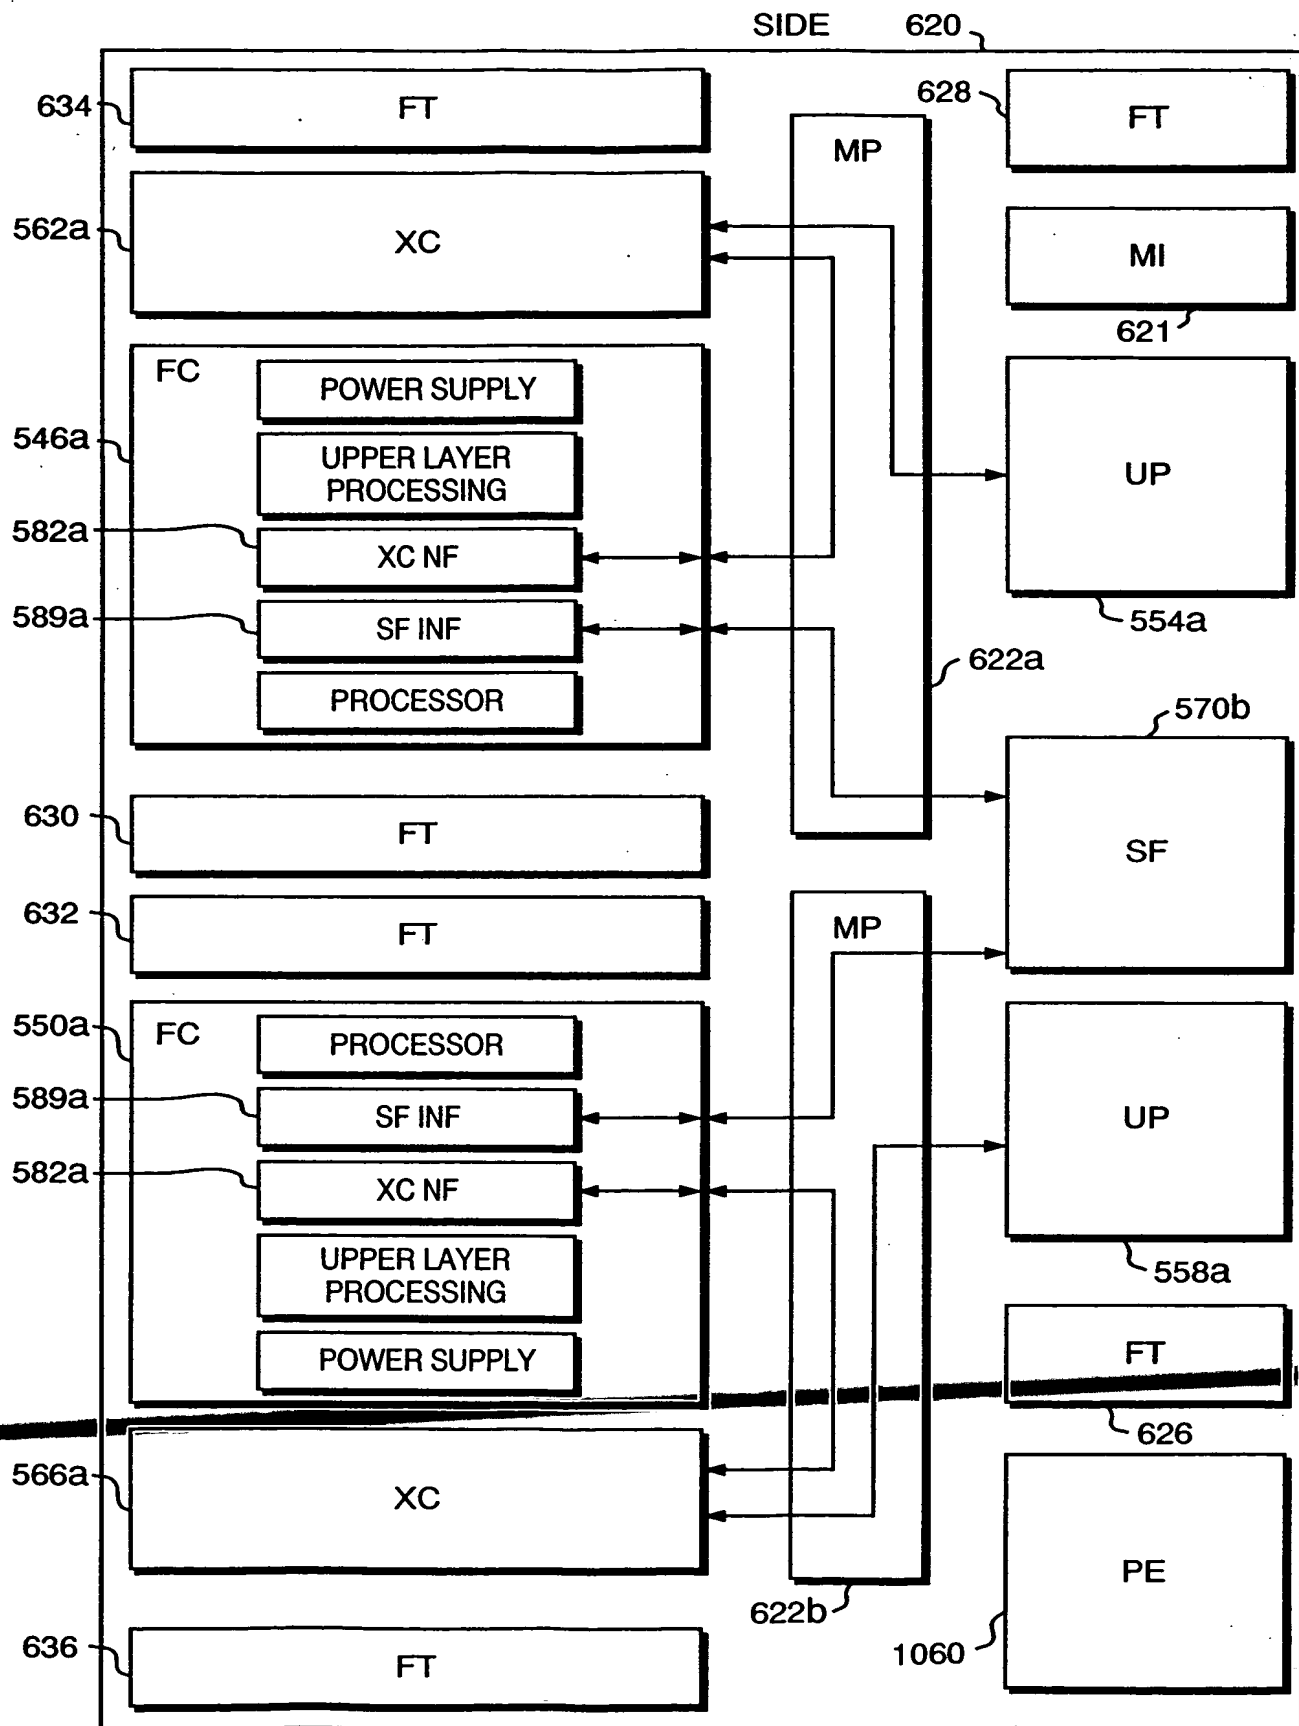 SIDE 620
634
FT
628
FT
MP
562a
XC
MI
621
FC
POWER SUPPLY
546a
UPPER LAYER
PROCESSING
UP
582a
XC NF
589a
SF INF
554a
622a
PROCESSOR
570b
630
FT
SF
632
FT
MP
550a
FC
PROCESSOR
589a
SF INF
UP
582a
XC NF
UPPER LAYER
PROCESSING
558a
POWER SUPPLY
FT
626
566a
XC
PE
622b
1060
636
FT